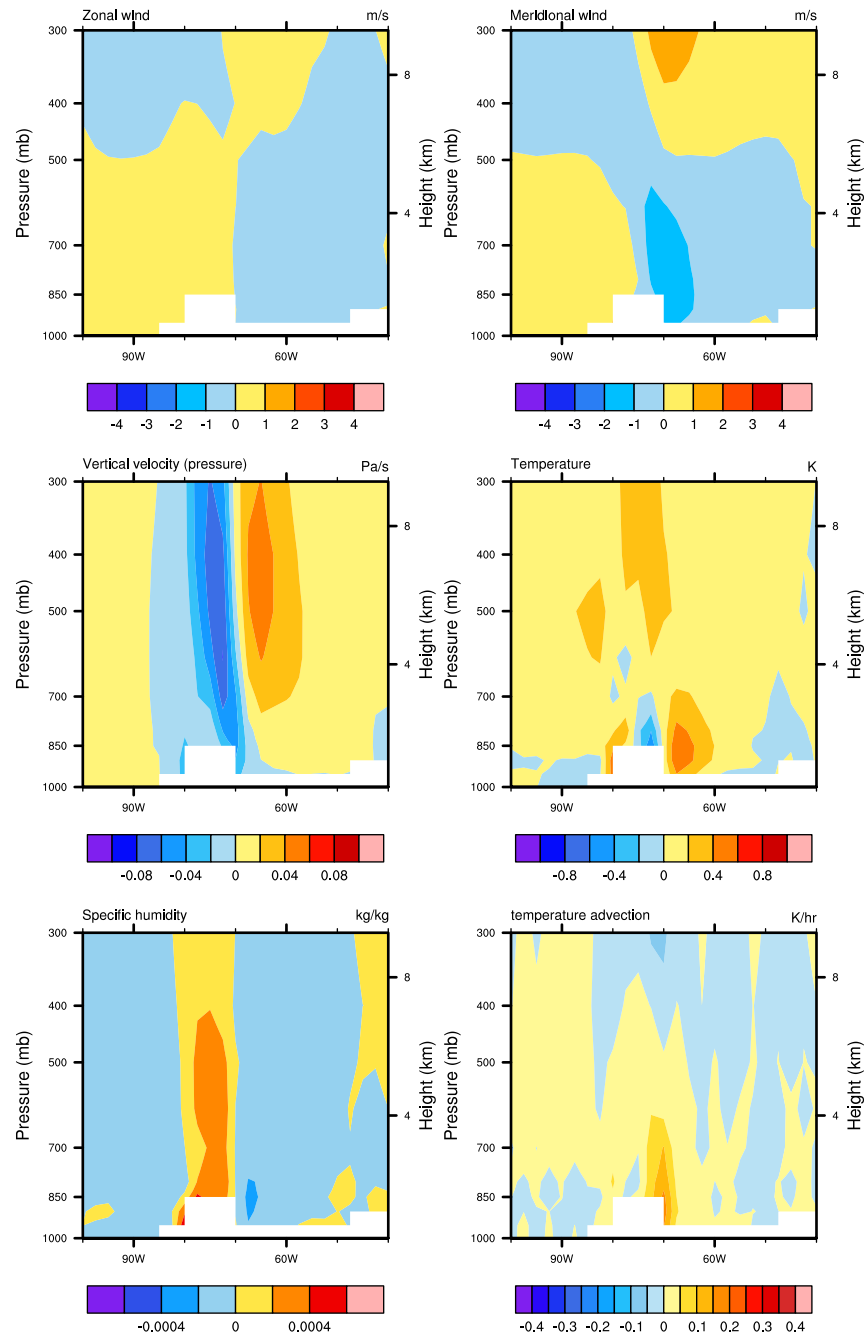 Zonal wind m/s
Pressure (mb)
300
400
500
700
850
1000
8
4
Height (km)
90W 60W
-4 -3 -2 -1 0 1 2 3 4
Meridional wind m/s
Pressure (mb)
300
400
500
700
850
1000
8
4
Height (km)
90W 60W
-4 -3 -2 -1 0 1 2 3 4
Vertical velocity (pressure) Pa/s
Pressure (mb)
300
400
500
700
850
1000
8
4
Height (km)
90W 60W
-0.08 -0.04 0 0.04 0.08
Temperature K
Pressure (mb)
300
400
500
700
850
1000
8
4
Height (km)
90W 60W
-0.8 -0.4 0 0.4 0.8
Specific humidity kg/kg
Pressure (mb)
300
400
500
700
850
1000
8
4
Height (km)
90W 60W
-0.0004 0 0.0004
temperature advection K/hr
Pressure (mb)
300
400
500
700
850
1000
8
4
Height (km)
90W 60W
-0.4 -0.3 -0.2 -0.1 0 0.1 0.2 0.3 0.4